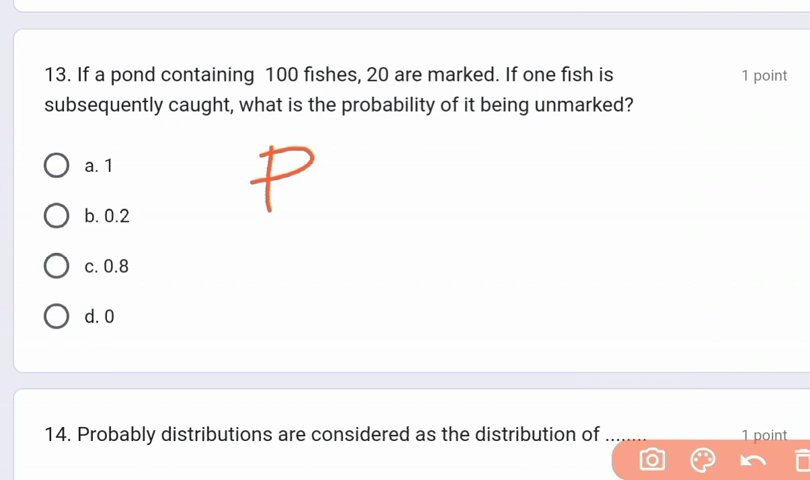 13. If a pond containing 100 fishes, 20 are marked. If one fish is 1 point
subsequently caught, what is the probability of it being unmarked?
a. 1
P
b. 0.2
c. 0.8
d. 0
14. Probably distributions are considered as the distribution of ........ 1 point